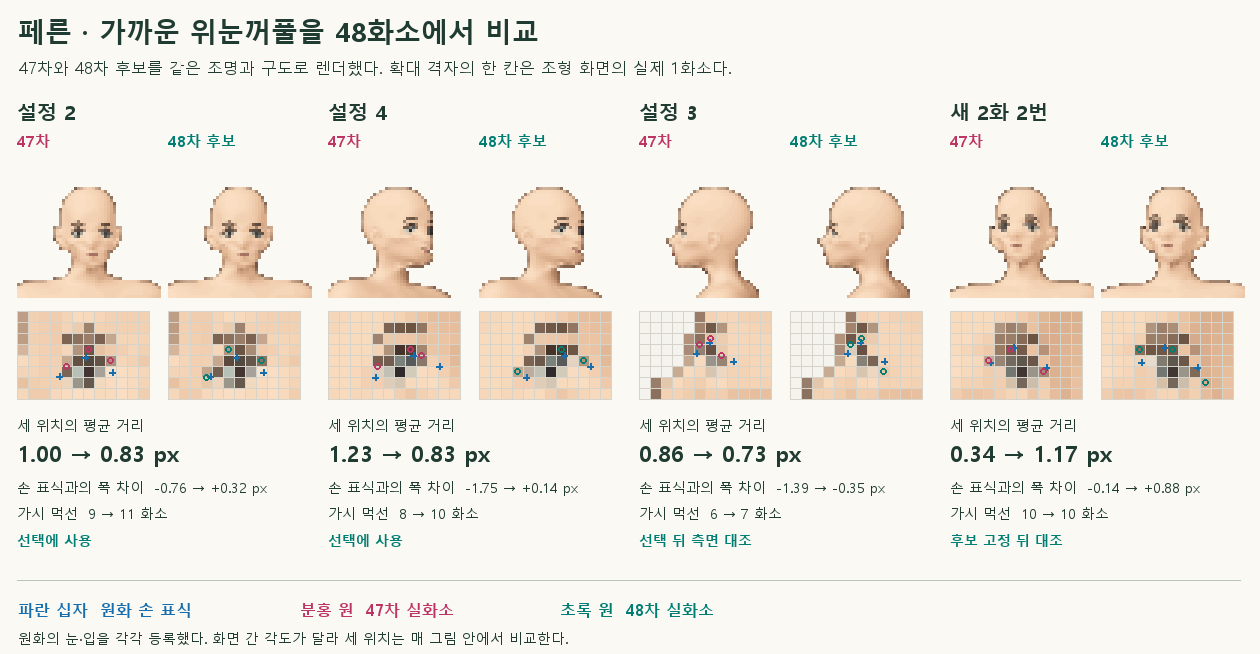 페른 · 가까운 위눈꺼풀을 48화소에서 비교
47차와 48차 후보를 같은 조명과 구도로 렌더했다. 확대 격자의 한 칸은 조형 화면의 실제 1화소다.
설정 2
47차 48차 후보
설정 4
47차 48차 후보
설정 3
47차 48차 후보
새 2화 2번
47차 48차 후보
세 위치의 평균 거리
1.00 → 0.83 px
손 표식과의 폭 차이 -0.76 → +0.32 px
가시 먹선 9 → 11 화소
선택에 사용
세 위치의 평균 거리
1.23 → 0.83 px
손 표식과의 폭 차이 -1.75 → +0.14 px
가시 먹선 8 → 10 화소
선택에 사용
세 위치의 평균 거리
0.86 → 0.73 px
손 표식과의 폭 차이 -1.39 → -0.35 px
가시 먹선 6 → 7 화소
선택 뒤 측면 대조
세 위치의 평균 거리
0.34 → 1.17 px
손 표식과의 폭 차이 -0.14 → +0.88 px
가시 먹선 10 → 10 화소
후보 고정 뒤 대조
파란 십자 원화 손 표식 분홍 원 47차 실화소 초록 원 48차 실화소
원화의 눈·입을 각각 등록했다. 화면 간 각도가 달라 세 위치는 매 그림 안에서 비교한다.